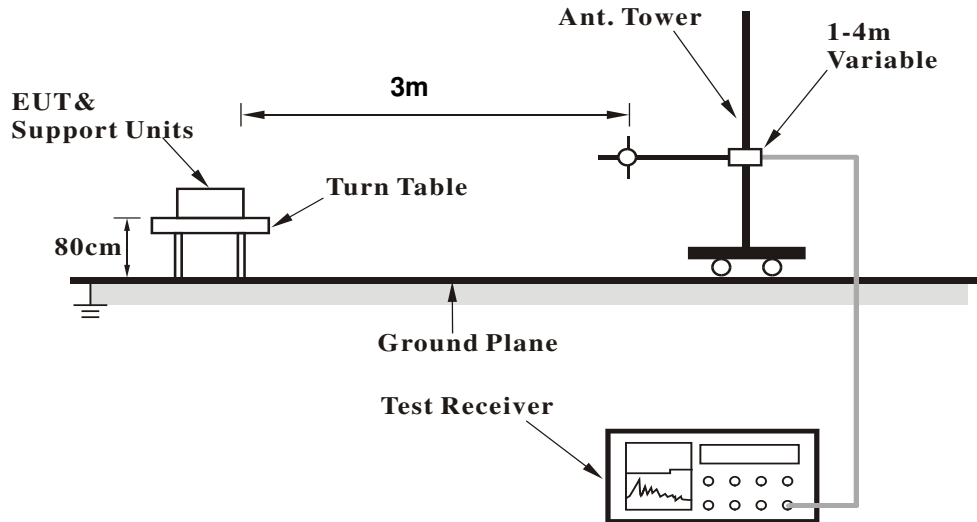 Ant. Tower
1-4m
Variable
3m
EUT&
Support Units
Turn Table
80cm
Ground Plane
Test Receiver